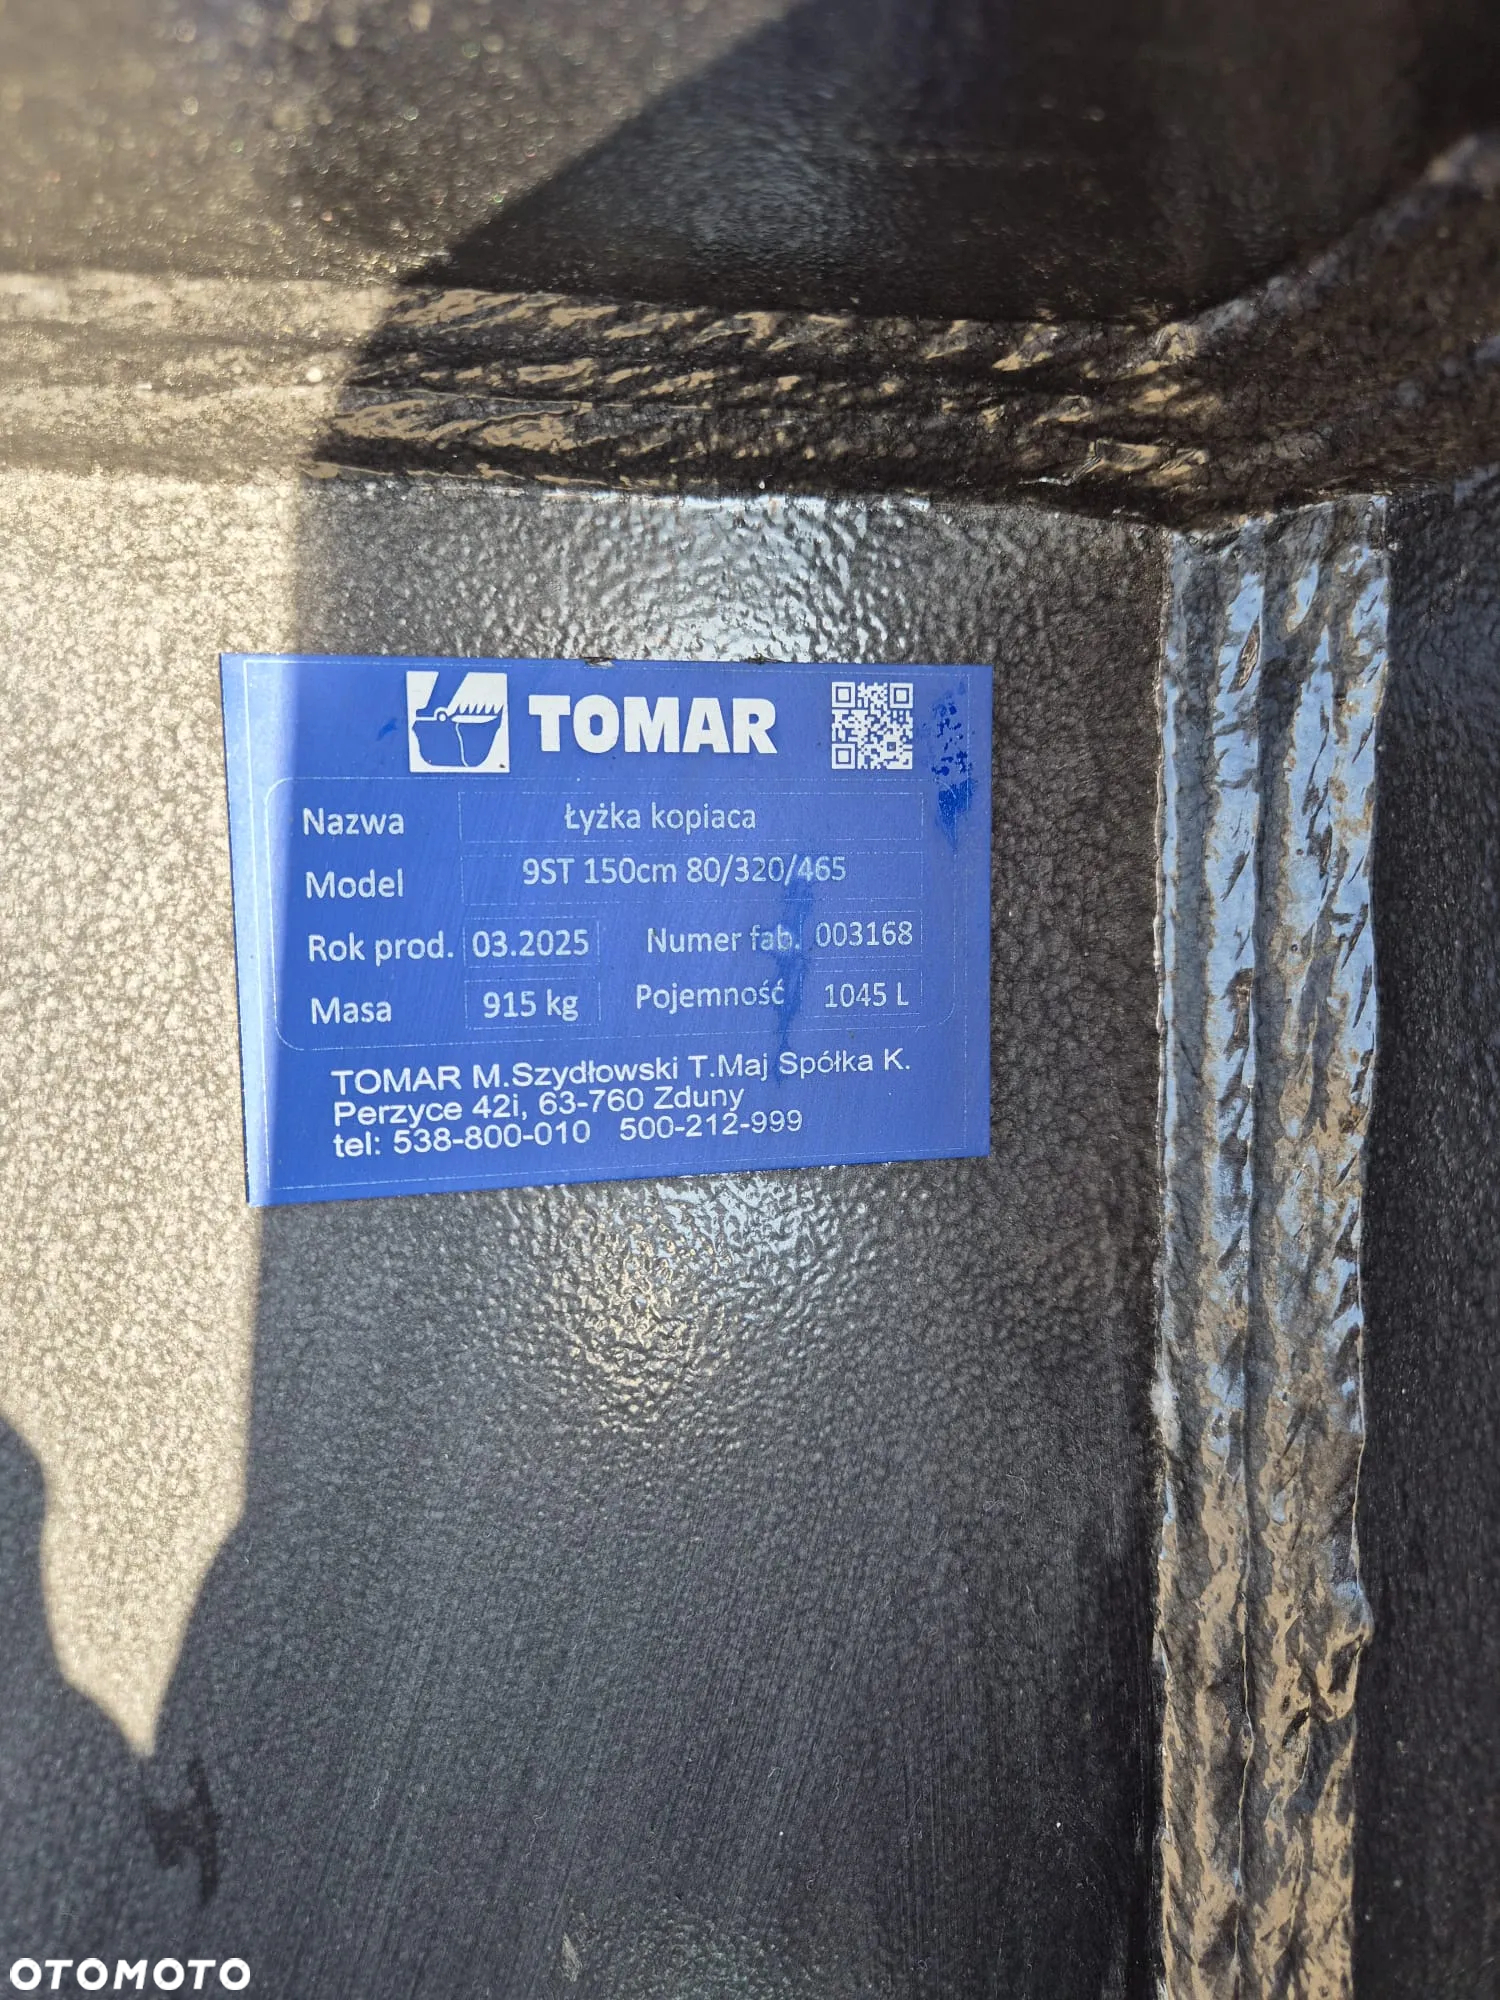 TOMAR
Nazwa Łyżka kopiaca
Model 9ST 150cm 80/320/465
Rok prod. 03.2025 Numer fab. 003168
Masa 915 kg Pojemność 1045 L
TOMAR M.Szydłowski T.Maj Spółka K.
Perzyce 42i, 63-760 Zduny
tel: 538-800-010 500-212-999
OTOMOTO